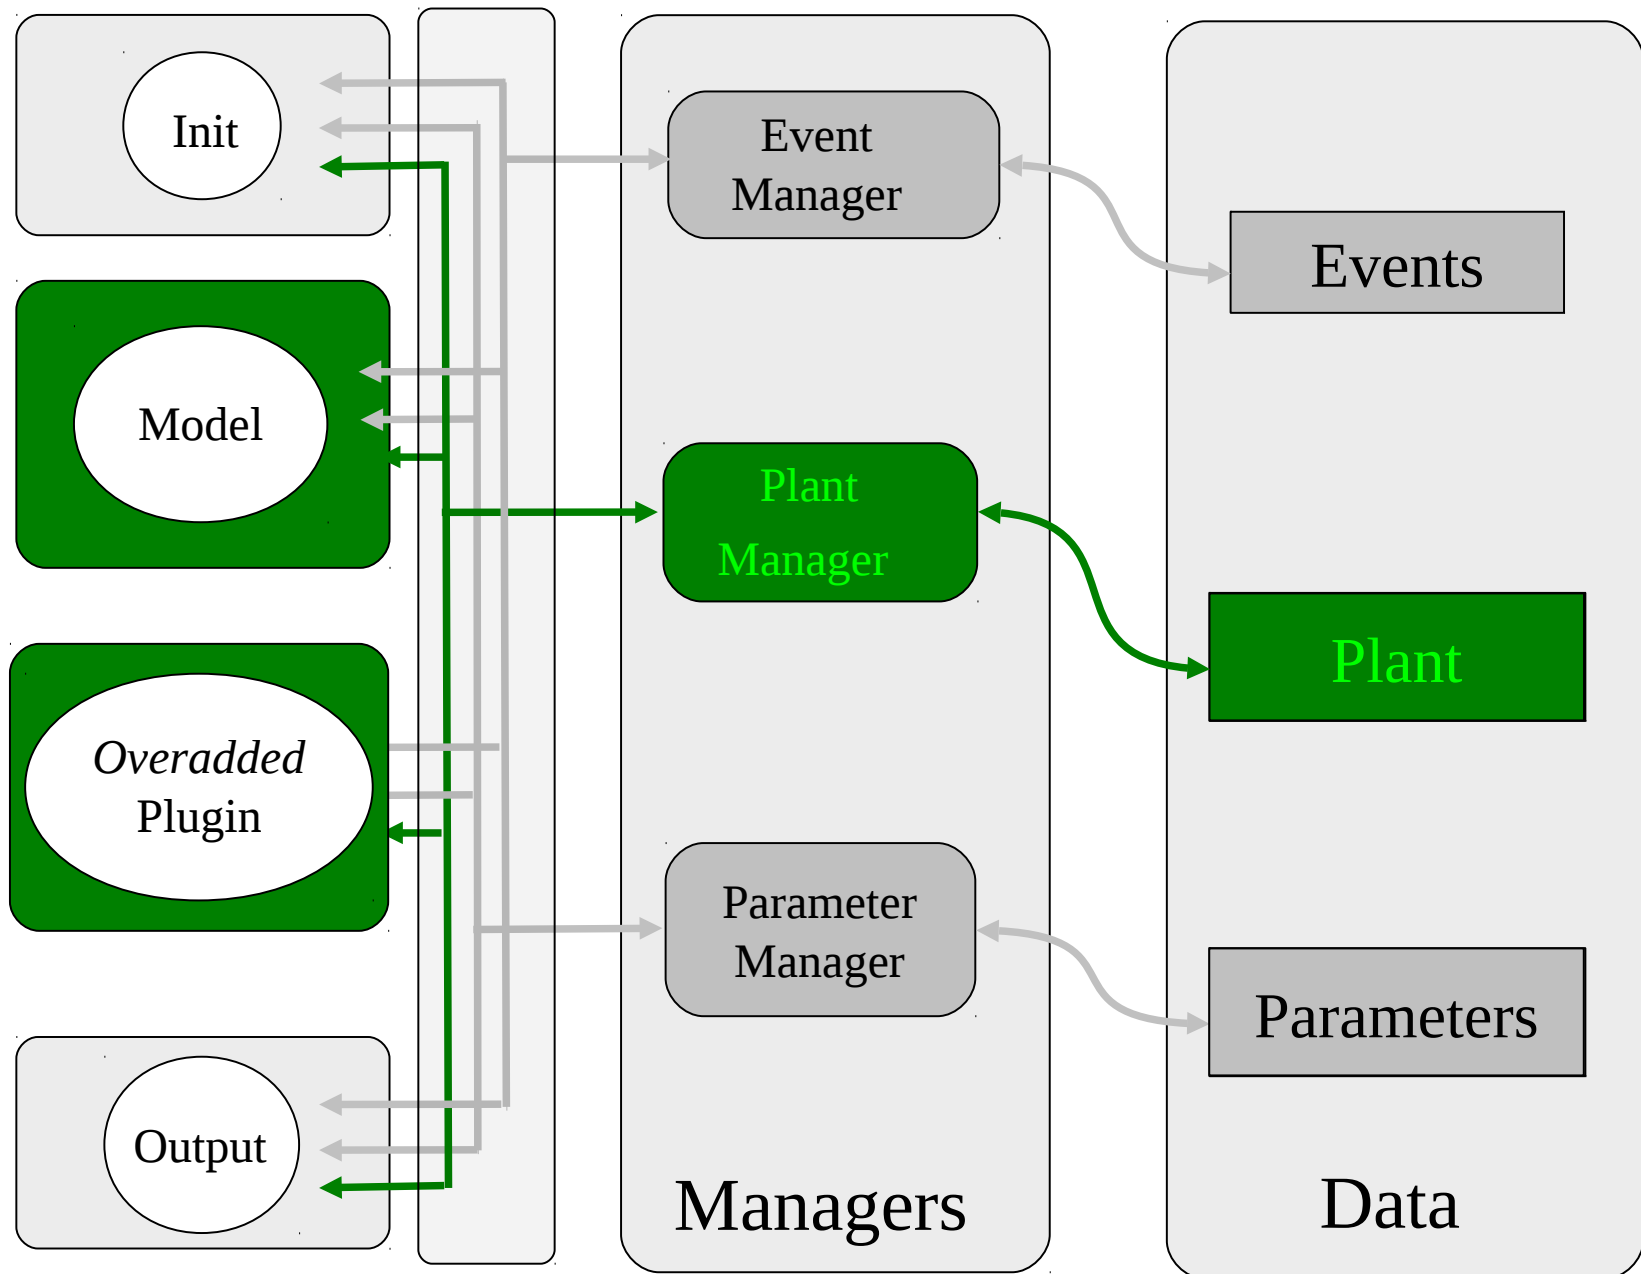 Init
Model
Overadded
Plugin
Output
Event
Manager
Plant
Manager
Parameter
Manager
Managers
Events
Plant
Parameters
Data